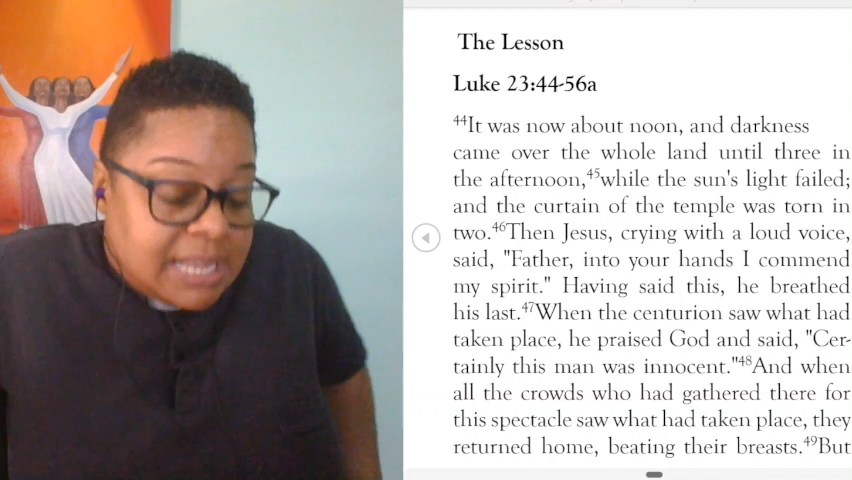 The Lesson
Luke 23:44-56a
⁴⁴It was now about noon, and darkness
came over the whole land until three in
the afternoon,⁴⁵while the sun's light failed;
and the curtain of the temple was torn in
two.⁴⁶Then Jesus, crying with a loud voice,
said, "Father, into your hands I commend
my spirit." Having said this, he breathed
his last.⁴⁷When the centurion saw what had
taken place, he praised God and said, "Cer-
tainly this man was innocent."⁴⁸And when
all the crowds who had gathered there for
this spectacle saw what had taken place, they
returned home, beating their breasts.⁴⁹But